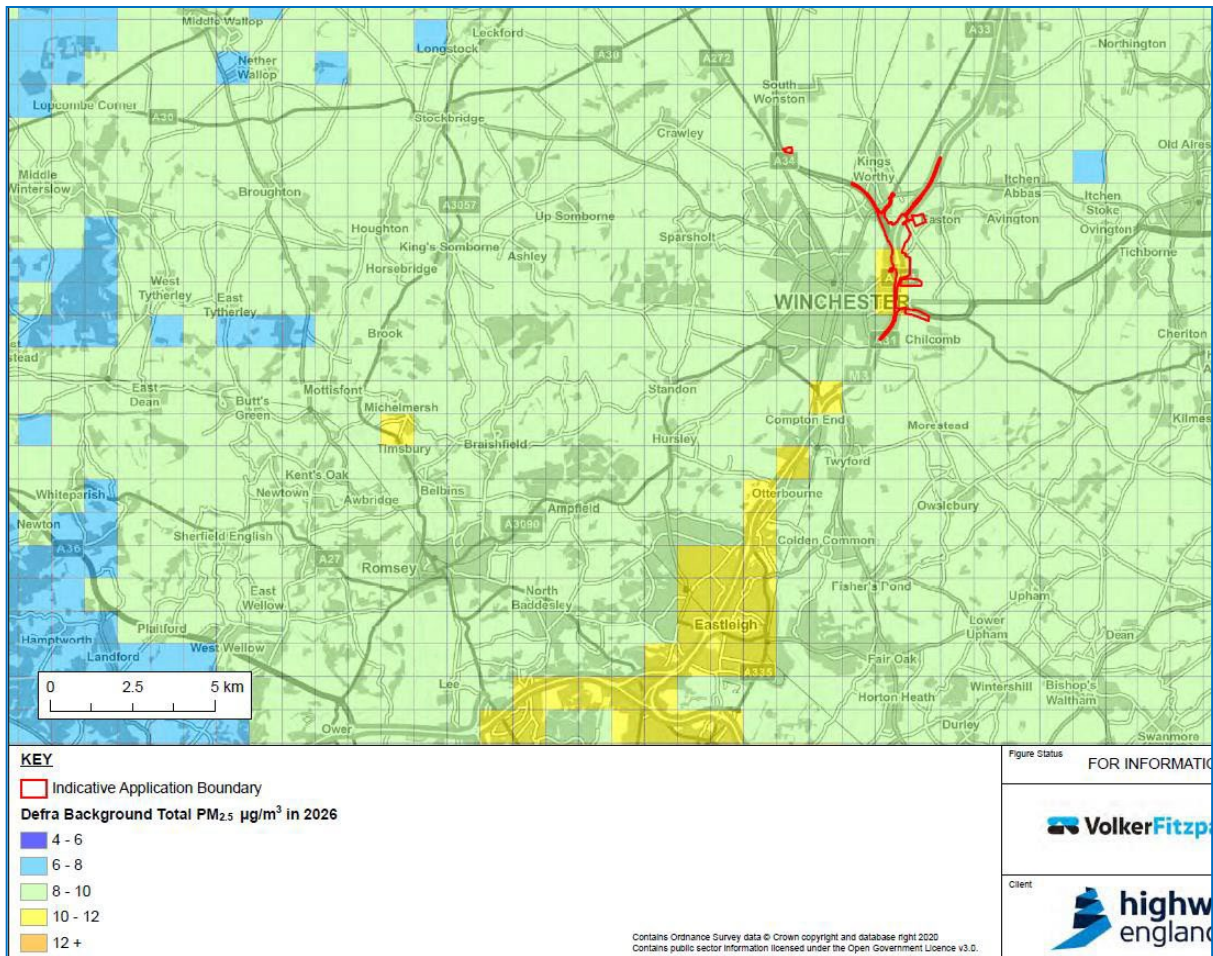 Middle Wallop
Leckford
A33
Longstock
A30
A272
Northington
Nether
Wallop
South
Wonston
Lopcombe Corner
A30
Stockbridge
Crawley
Old Alres
Middle
Winterslow
A34
Kings
Worthy
Itchen
Abbas
Broughton
A3057
Itchen
Stoke
Up Somborne
Easton
Avington
Ovington
Houghton
King's Somborne
Sparsholt
Ashley
Tichborne
Horsebridge
West
Tytherley
East
Tytherley
WINCHESTER
Brook
Chilcomb
Cheriton
A31
stead
M3
East
Dean
Mottisfont
Standon
Butt's
Green
Michelmersh
Compton End
Kilmes
Morestead
Timsbury
Braishfield
Hursley
Twyford
Kent's Oak
Whiteparish
Newtown
Awbridge
Belbins
Otterbourne
Ampfield
Owslebury
Newton
A3090
A36
Sherfield English
Colden Common
A27
Romsey
East
Wellow
North
Baddesley
Fisher's Pond
Upham
Plaitford
Eastleigh
Lower
Upham
Dean
Hamptworth
Landford
West Wellow
Fair Oak
A335
Lee
Horton Heath
Wintershill
Bishop's
Waltham
Ower
Durley
Swanmore
0 2.5 5 km
KEY
Indicative Application Boundary
Defra Background Total PM2.5 µg/m³ in 2026
4 - 6
6 - 8
8 - 10
10 - 12
12 +
Contains Ordnance Survey data © Crown copyright and database right 2020
Contains public sector information licensed under the Open Government Licence v3.0.
Figure Status
FOR INFORMATIO
VolkerFitzpa
Client
highw
england